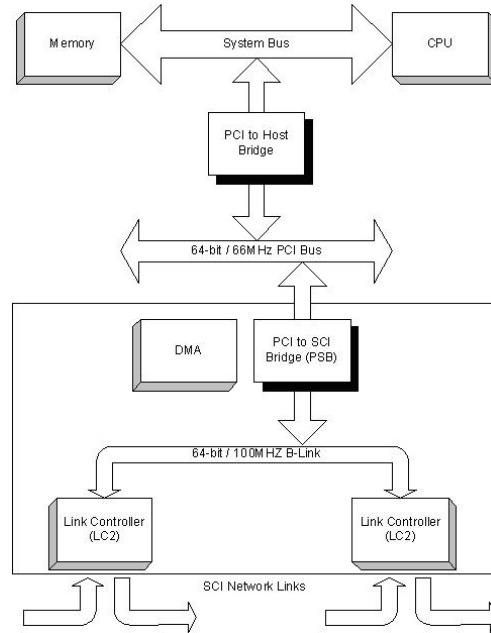 Memory
System Bus
CPU
PCI to Host
Bridge
64-bit / 66MHz PCI Bus
DMA
PCI to SCI
Bridge (PSB)
64-bit / 100MHZ B-Link
Link Controller
(LC2)
Link Controller
(LC2)
SCI Network Links